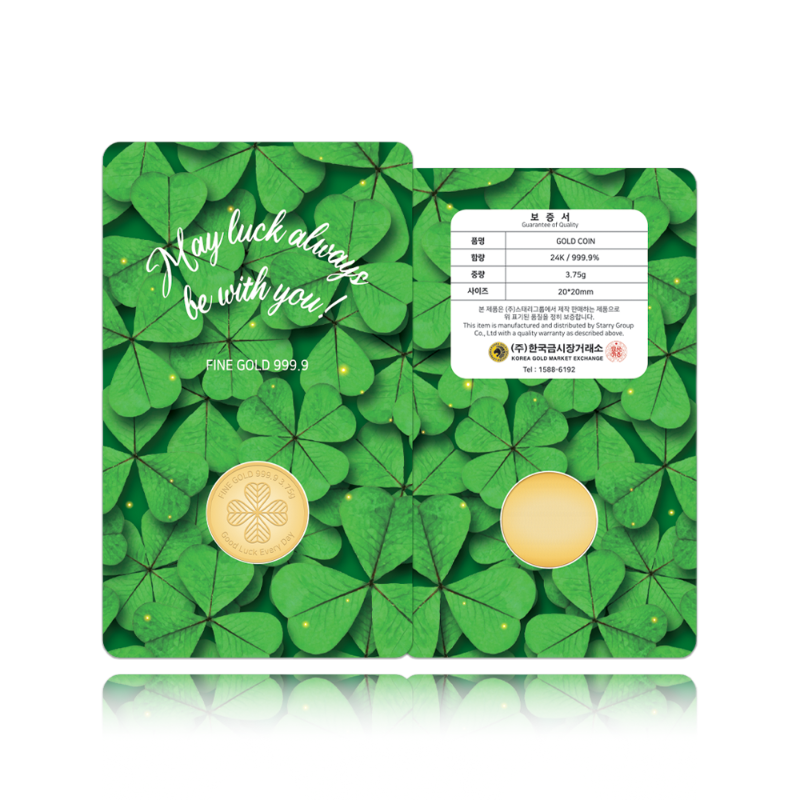 May luck always
be with you!
FINE GOLD 999.9
FINE GOLD 999.9 3.75g
Good Luck Every Day
보 증 서
Guarantee of Quality
품명 GOLD COIN
함량 24K / 999.9%
중량 3.75g
사이즈 20*20mm
본 제품은 (주)스태리그룹에서 제작 판매하는 제품으로
위 표기된 품질을 정히 보증합니다.
This item is manufactured and distributed by Starry Group
Co., Ltd with a quality warranty as described above.
(주)한국금시장거래소
KOREA GOLD MARKET EXCHANGE
Tel : 1588-6192